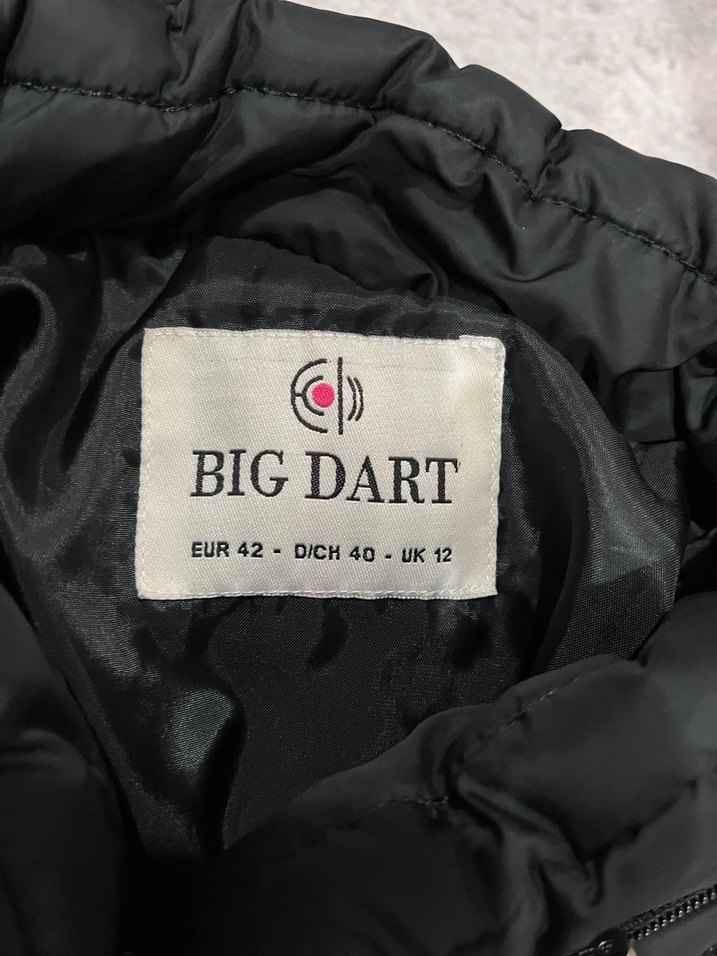 BIG DART
EUR 42 - D/CH 40 - UK 12